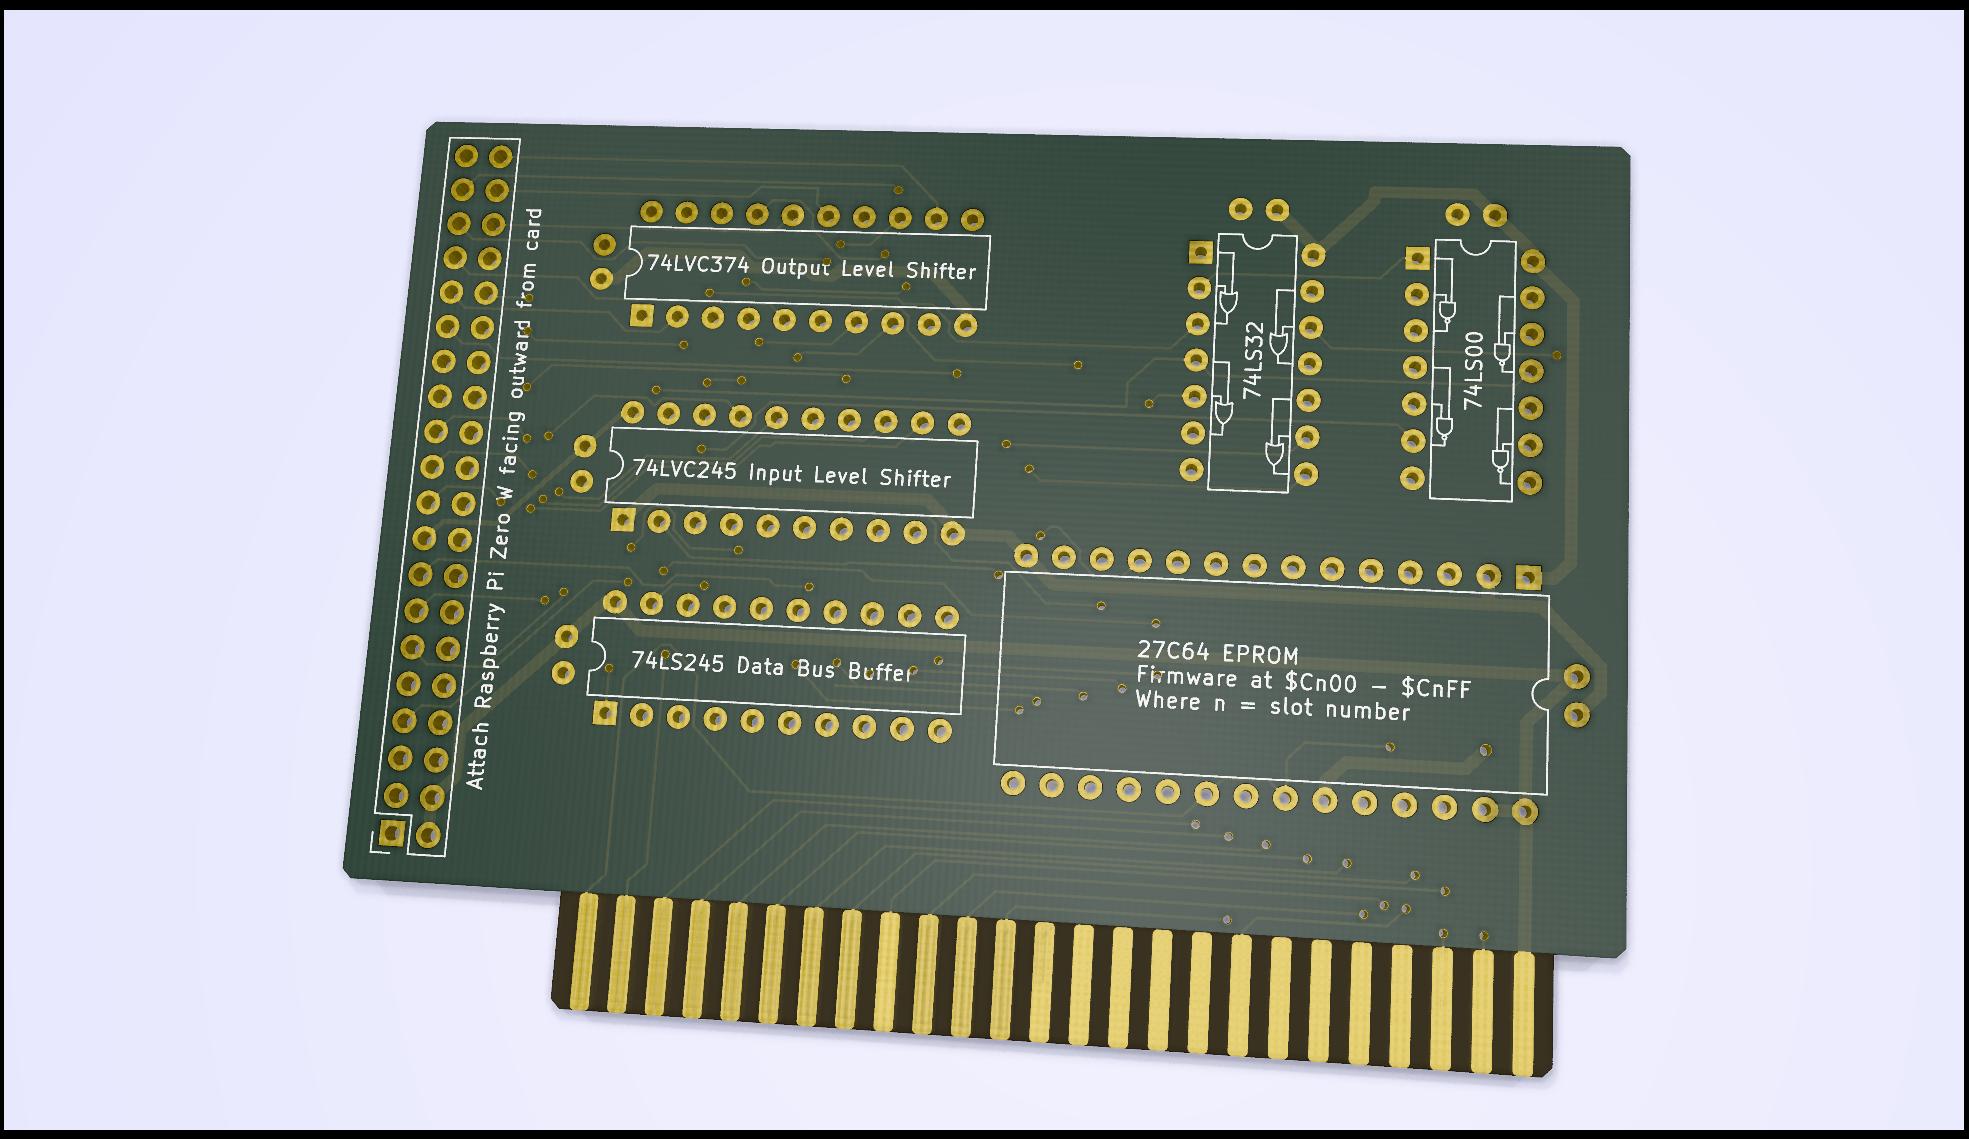 Attach Raspberry Pi Zero W facing outward from card
74LVC374 Output Level Shifter
74LS32
74LS00
74LVC245 Input Level Shifter
74LS245 Data Bus Buffer
27C64 EPROM
Firmware at $Cn00 – $CnFF
Where n = slot number